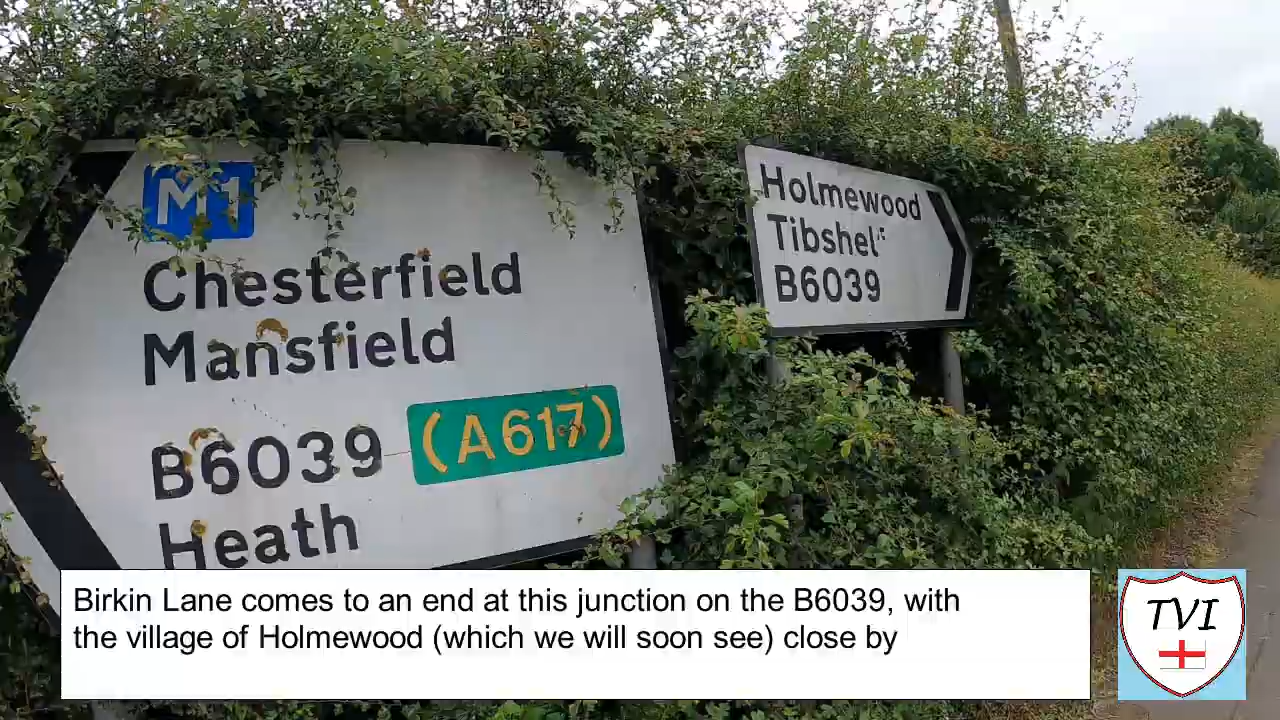 M1
Chesterfield
Mansfield
B6039 (A617)
Heath
Holmewood
Tibshelf
B6039
Birkin Lane comes to an end at this junction on the B6039, with
the village of Holmewood (which we will soon see) close by
TVI